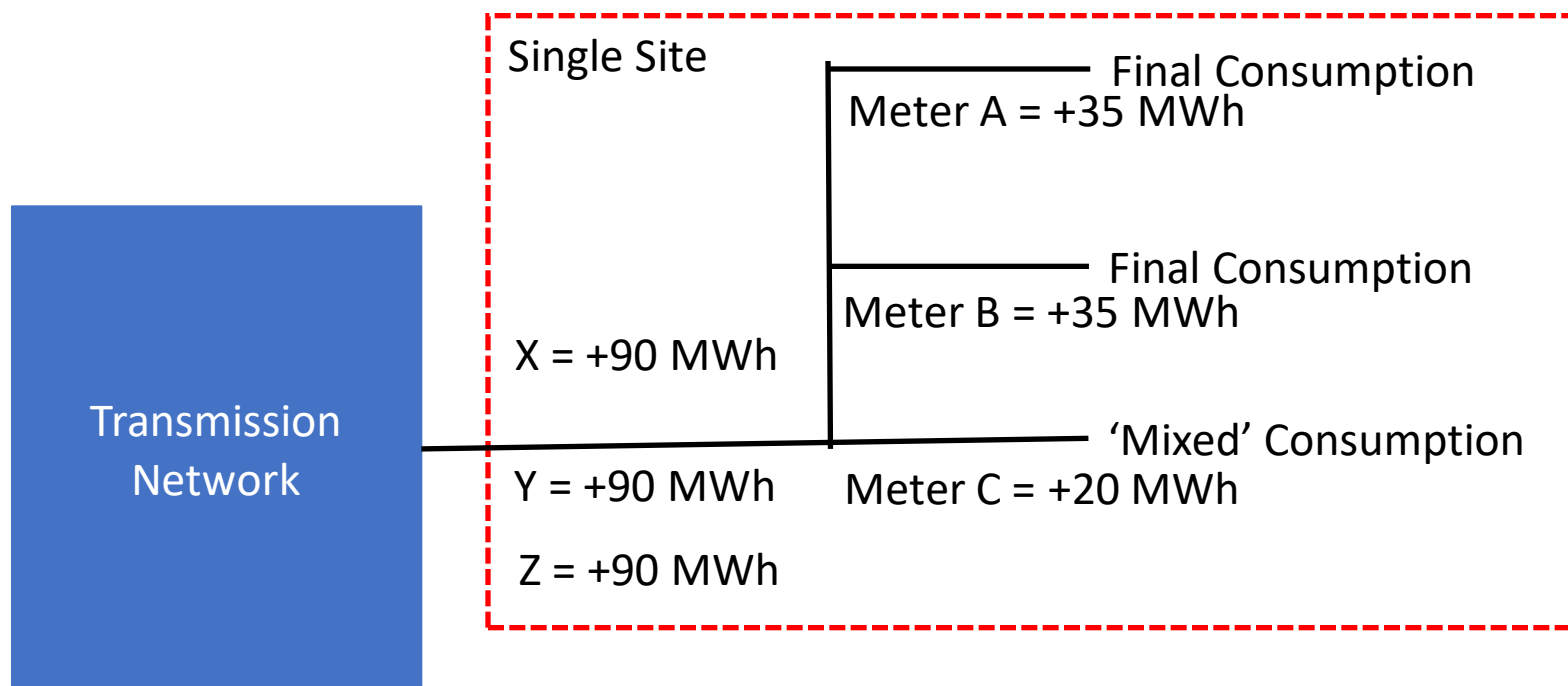 Single Site
Final Consumption
Meter A = +35 MWh
Final Consumption
Meter B = +35 MWh
X = +90 MWh
Transmission
Network
‘Mixed’ Consumption
Y = +90 MWh
Meter C = +20 MWh
Z = +90 MWh